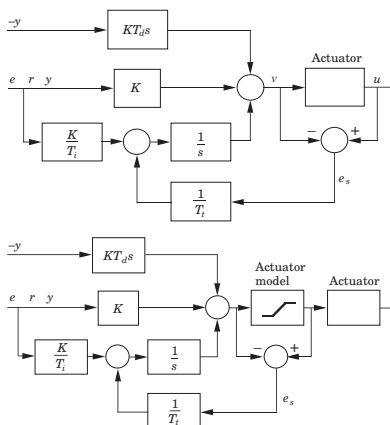 –y
KT_d s
Actuator
e r y
K
v
u
K/T_i
1/s
– +
e_s
1/T_t
–y
KT_d s
Actuator model
Actuator
e r y
K
K/T_i
1/s
– +
e_s
1/T_t